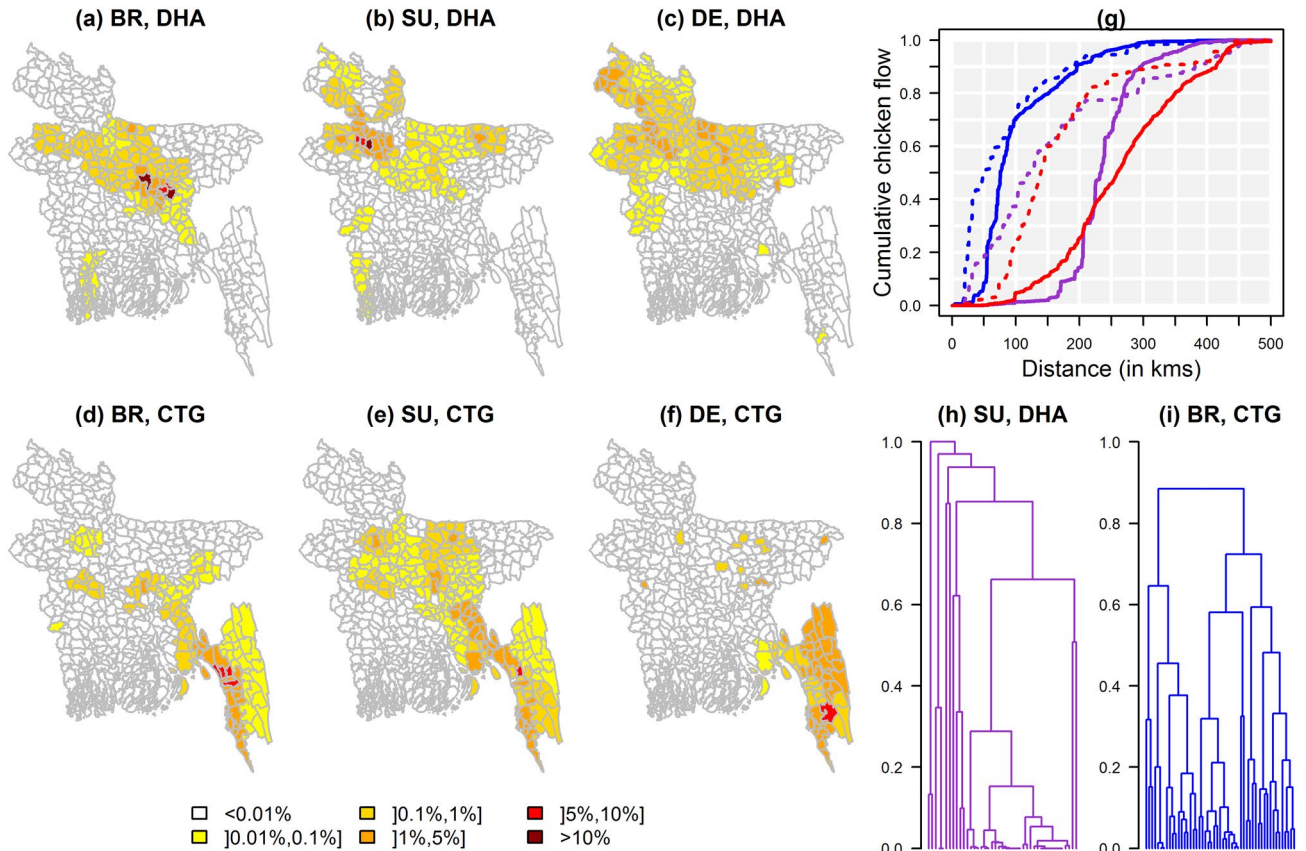 (a) BR, DHA
(b) SU, DHA
(c) DE, DHA
(g)
Cumulative chicken flow
1.0
0.8
0.6
0.4
0.2
0.0
0 100 200 300 400 500
Distance (in kms)
(d) BR, CTG
(e) SU, CTG
(f) DE, CTG
(h) SU, DHA
1.0
0.8
0.6
0.4
0.2
0.0
(i) BR, CTG
1.0
0.8
0.6
0.4
0.2
0.0
<0.01%
]0.01%,0.1%]
]0.1%,1%]
]1%,5%]
]5%,10%]
>10%